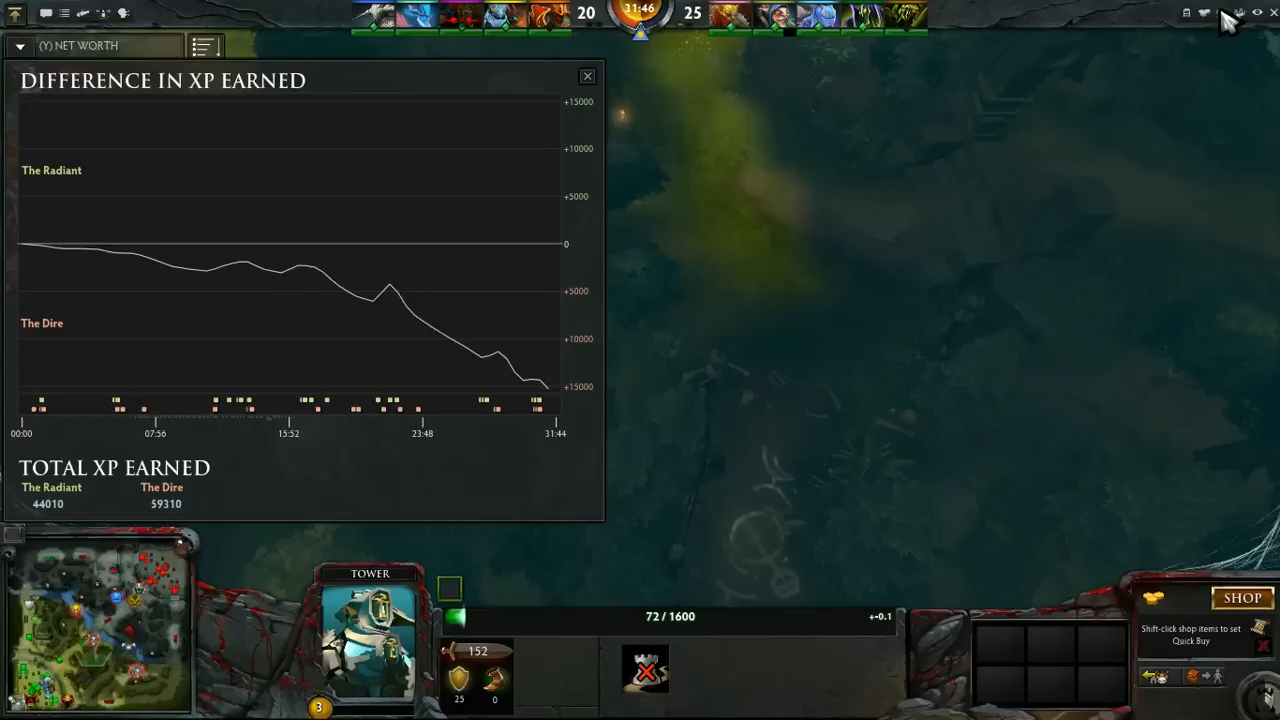 20
31:46
25
(Y) NET WORTH
DIFFERENCE IN XP EARNED
+15000
+10000
The Radiant
+5000
0
+5000
The Dire
+10000
+15000
00:00
07:56
15:52
23:48
31:44
TOTAL XP EARNED
The Radiant
The Dire
44010
59310
TOWER
72 / 1600
+-0.1
SHOP
152
Shift-click shop items to set
Quick Buy
25
0
3